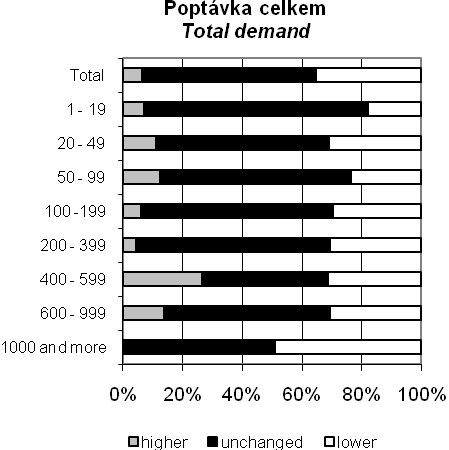 Poptávka celkem
Total demand
Total
1 - 19
20 - 49
50 - 99
100 -199
200 - 399
400 - 599
600 - 999
1000 and more
0% 20% 40% 60% 80% 100%
higher unchanged lower